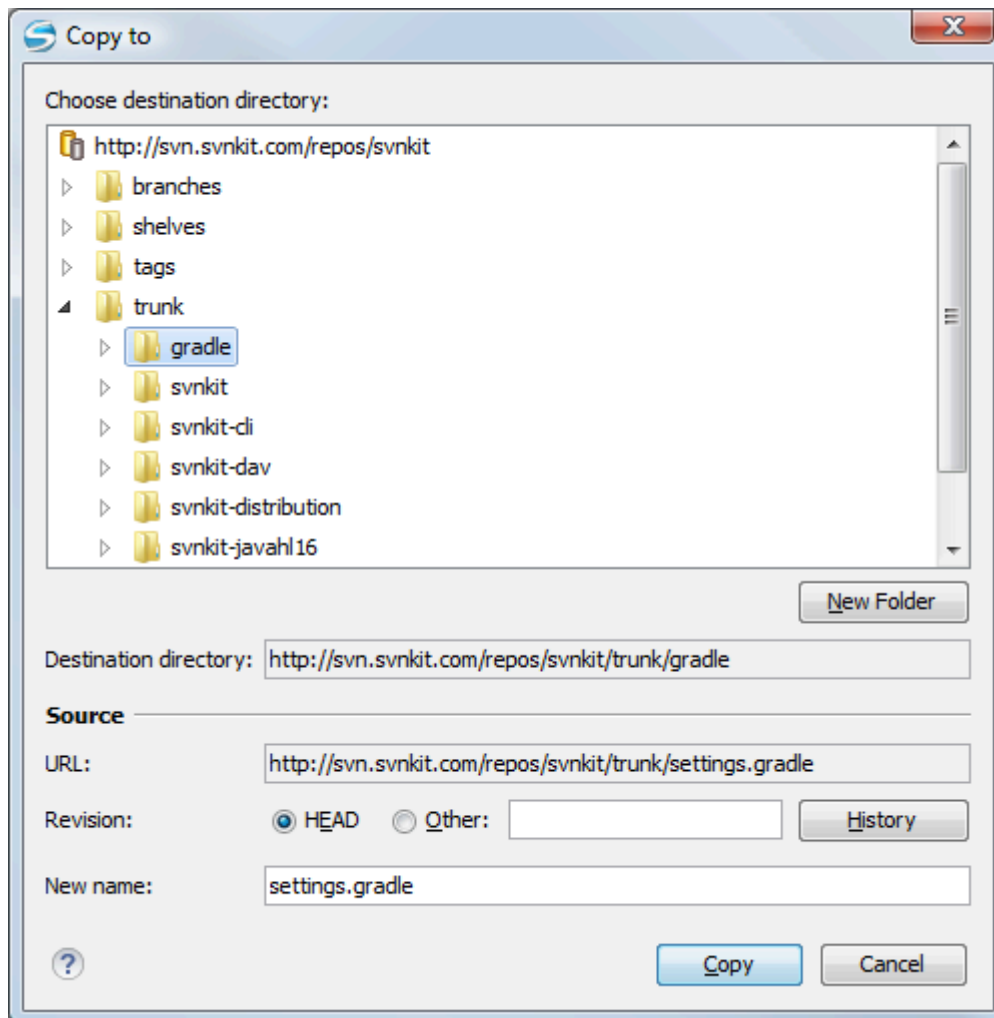 Copy to
Choose destination directory:
http://svn.svnkit.com/repos/svnkit
branches
shelves
tags
trunk
gradle
svnkit
svnkit-cli
svnkit-dav
svnkit-distribution
svnkit-javahl16
New Folder
Destination directory: http://svn.svnkit.com/repos/svnkit/trunk/gradle
Source
URL: http://svn.svnkit.com/repos/svnkit/trunk/settings.gradle
Revision: HEAD Other: History
New name: settings.gradle
? Copy Cancel